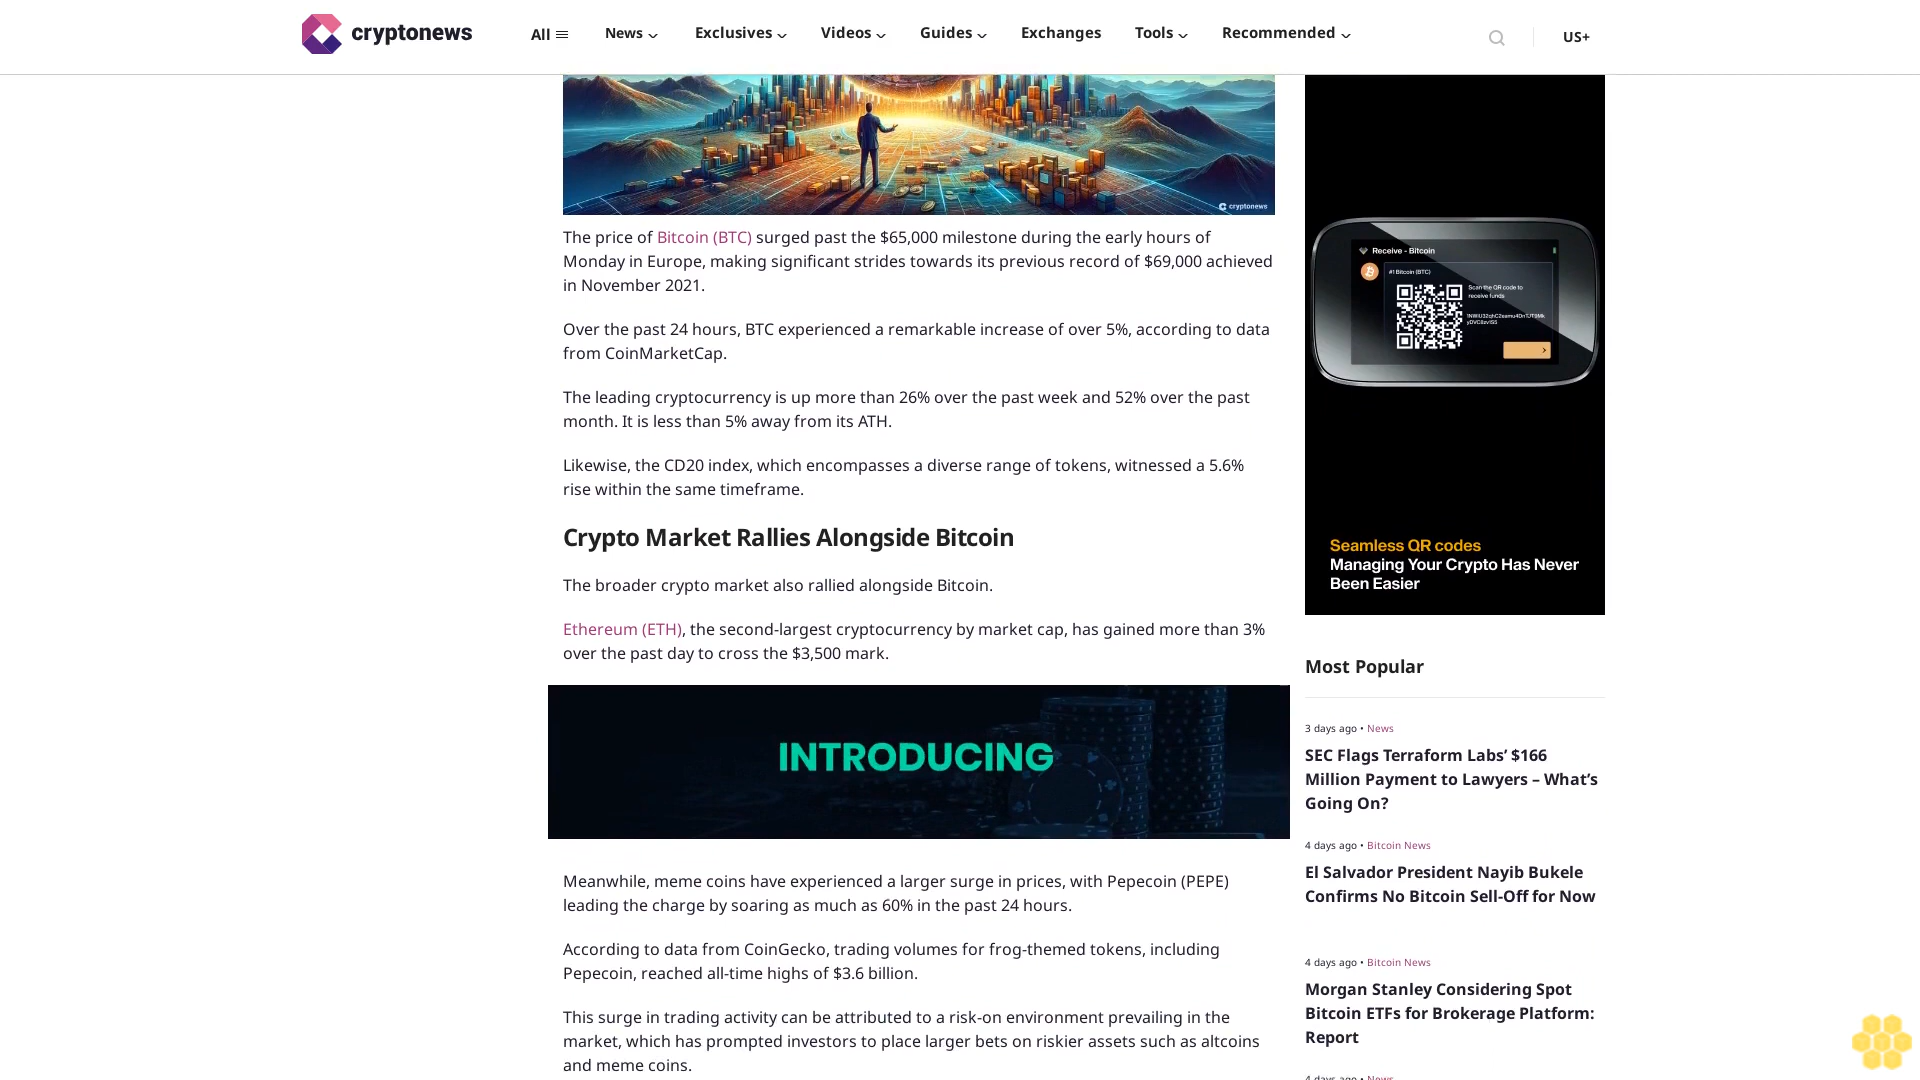 cryptonews
All
News
Exclusives
Videos
Guides
Exchanges
Tools
Recommended
US+
cryptonews
The price of Bitcoin (BTC) surged past the $65,000 milestone during the early hours of
Monday in Europe, making significant strides towards its previous record of $69,000 achieved
in November 2021.
Over the past 24 hours, BTC experienced a remarkable increase of over 5%, according to data
from CoinMarketCap.
The leading cryptocurrency is up more than 26% over the past week and 52% over the past
month. It is less than 5% away from its ATH.
Likewise, the CD20 index, which encompasses a diverse range of tokens, witnessed a 5.6%
rise within the same timeframe.
Crypto Market Rallies Alongside Bitcoin
The broader crypto market also rallied alongside Bitcoin.
Ethereum (ETH), the second-largest cryptocurrency by market cap, has gained more than 3%
over the past day to cross the $3,500 mark.
INTRODUCING
Meanwhile, meme coins have experienced a larger surge in prices, with Pepecoin (PEPE)
leading the charge by soaring as much as 60% in the past 24 hours.
According to data from CoinGecko, trading volumes for frog-themed tokens, including
Pepecoin, reached all-time highs of $3.6 billion.
This surge in trading activity can be attributed to a risk-on environment prevailing in the
market, which has prompted investors to place larger bets on riskier assets such as altcoins
and meme coins.
Receive - Bitcoin
#1 Bitcoin (BTC)
Scan the QR code to
receive funds
Seamless QR codes
Managing Your Crypto Has Never
Been Easier
Most Popular
3 days ago • News
SEC Flags Terraform Labs’ $166
Million Payment to Lawyers – What’s
Going On?
4 days ago • Bitcoin News
El Salvador President Nayib Bukele
Confirms No Bitcoin Sell-Off for Now
4 days ago • Bitcoin News
Morgan Stanley Considering Spot
Bitcoin ETFs for Brokerage Platform:
Report
4 days ago • News